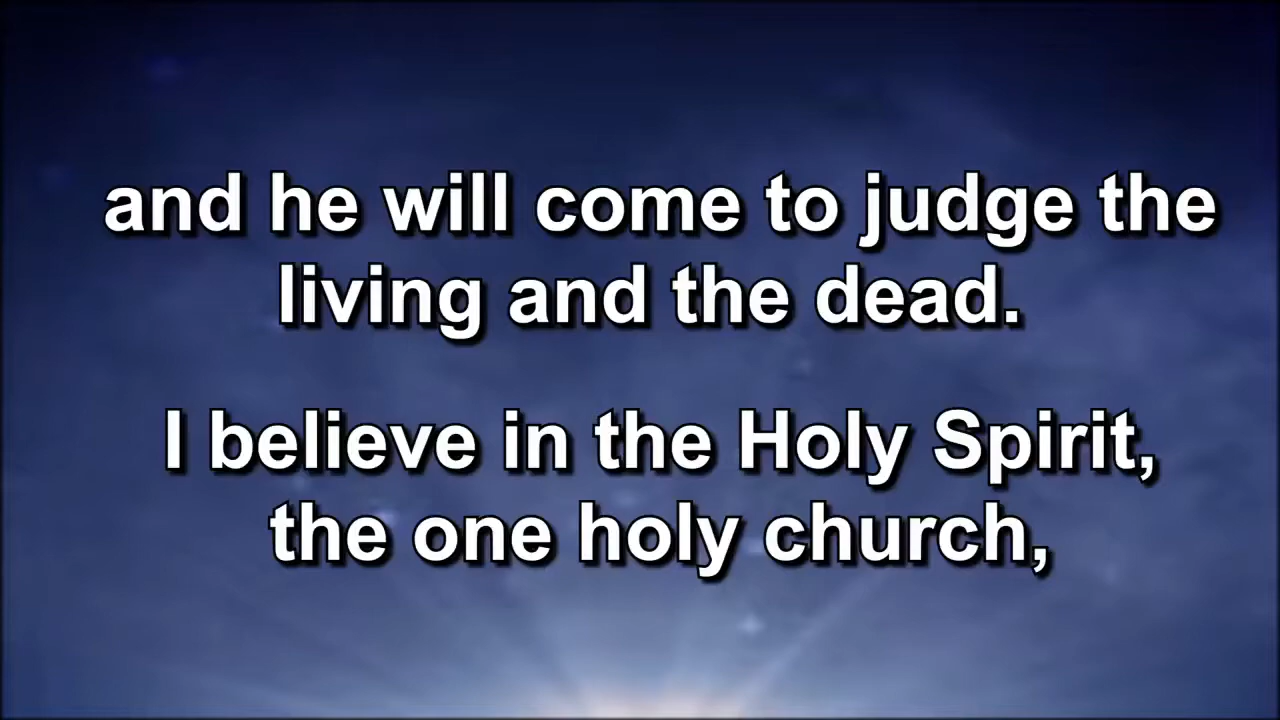 and he will come to judge the
living and the dead.
I believe in the Holy Spirit,
the one holy church,